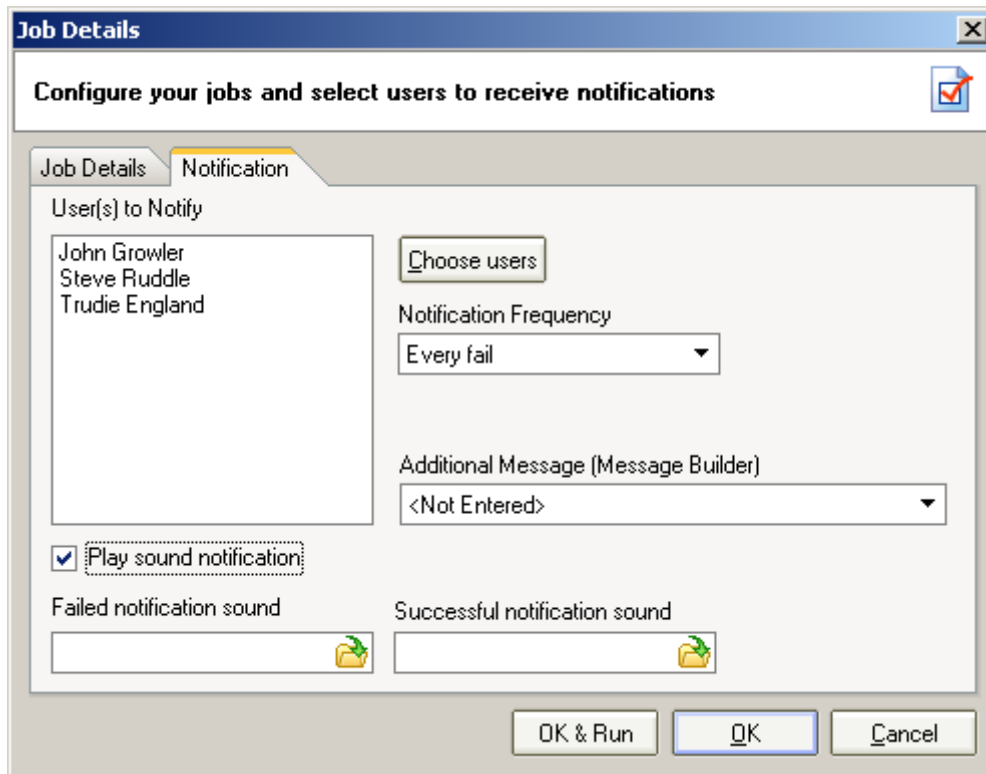 Job Details
Configure your jobs and select users to receive notifications
Job Details
Notification
User(s) to Notify
John Growler
Steve Ruddle
Trudie England
Choose users
Notification Frequency
Every fail
Additional Message (Message Builder)
<Not Entered>
Play sound notification
Failed notification sound
Successful notification sound
OK & Run
OK
Cancel